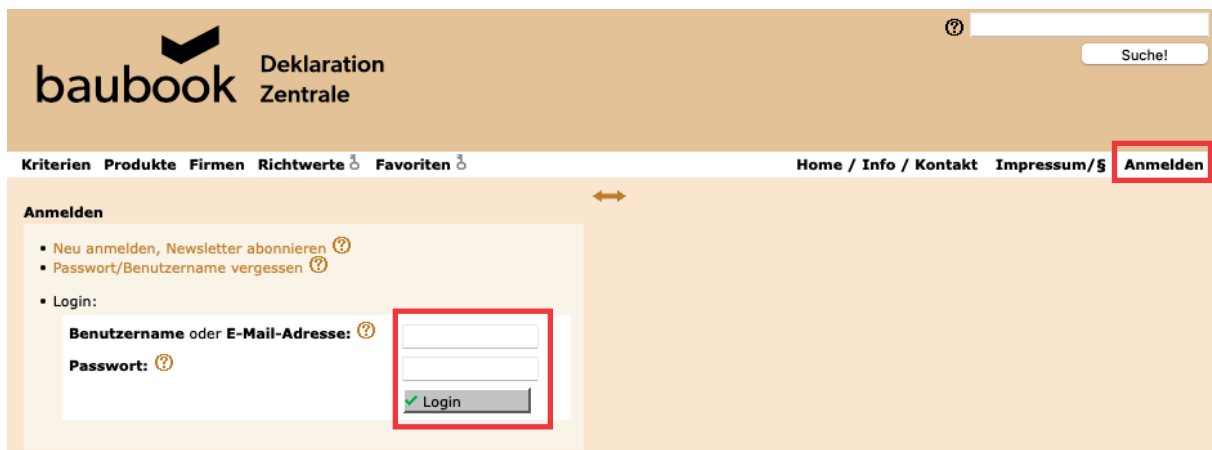 Suche!
baubook Deklaration
Zentrale
Kriterien Produkte Firmen Richtwerte Favoriten Home / Info / Kontakt Impressum/§ Anmelden
Anmelden
• Neu anmelden, Newsletter abonnieren ?
• Passwort/Benutzername vergessen ?
• Login:
Benutzername oder E-Mail-Adresse: ?
Passwort: ?
Login